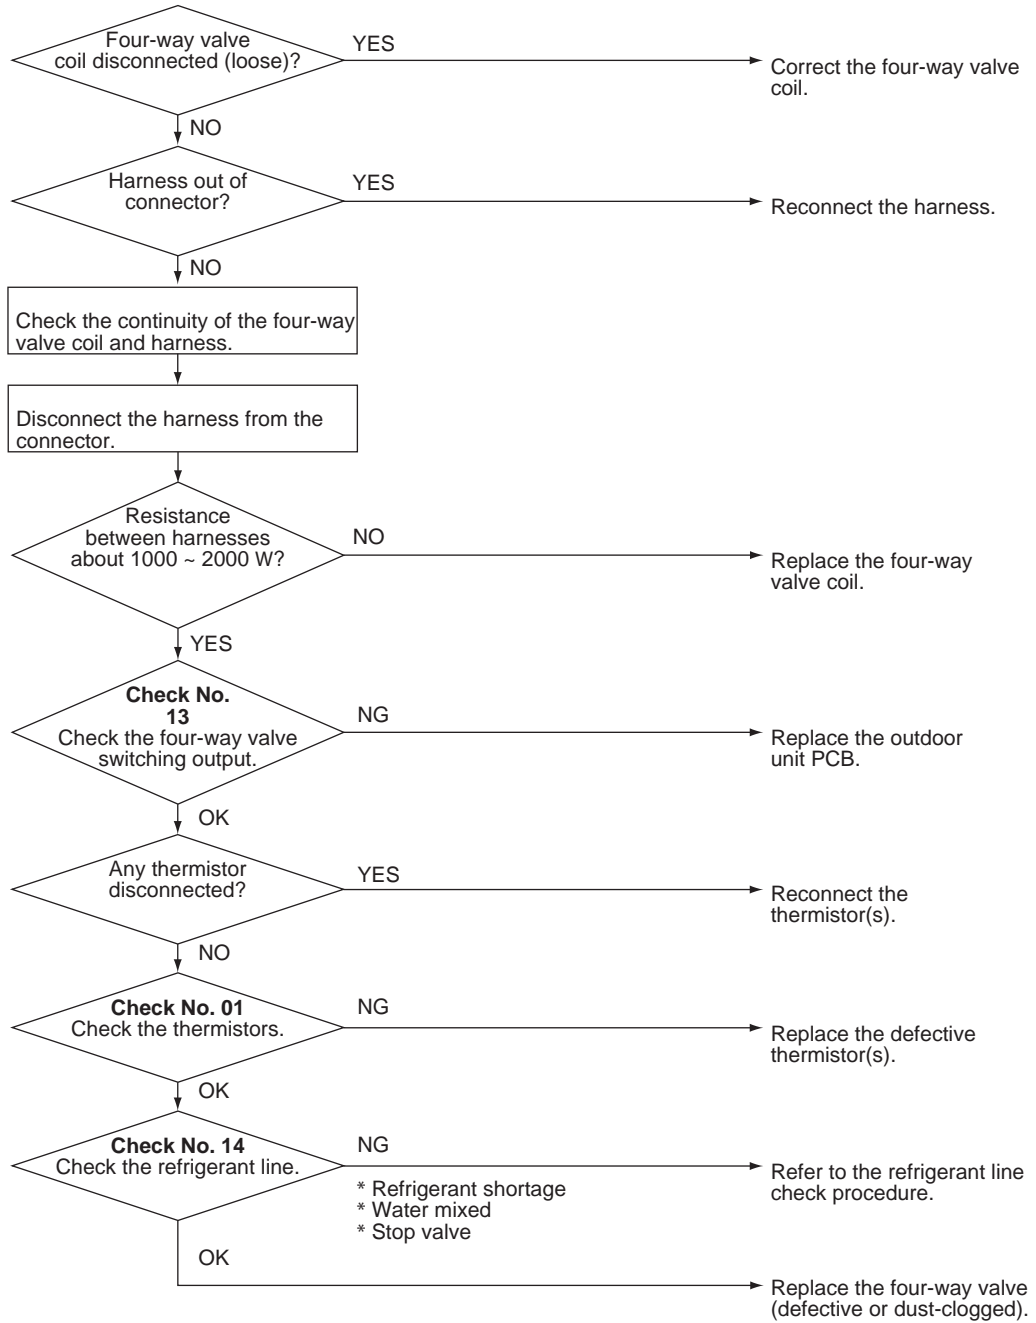 Four-way valve
coil disconnected (loose)?
YES
Correct the four-way valve
coil.
NO
Harness out of
connector?
YES
Reconnect the harness.
NO
Check the continuity of the four-way
valve coil and harness.
Disconnect the harness from the
connector.
Resistance
between harnesses
about 1000 ~ 2000 W?
NO
Replace the four-way
valve coil.
YES
Check No.
13
Check the four-way valve
switching output.
NG
Replace the outdoor
unit PCB.
OK
Any thermistor
disconnected?
YES
Reconnect the
thermistor(s).
NO
Check No. 01
Check the thermistors.
NG
Replace the defective
thermistor(s).
OK
Check No. 14
Check the refrigerant line.
NG
* Refrigerant shortage
* Water mixed
* Stop valve
Refer to the refrigerant line
check procedure.
OK
Replace the four-way valve
(defective or dust-clogged).